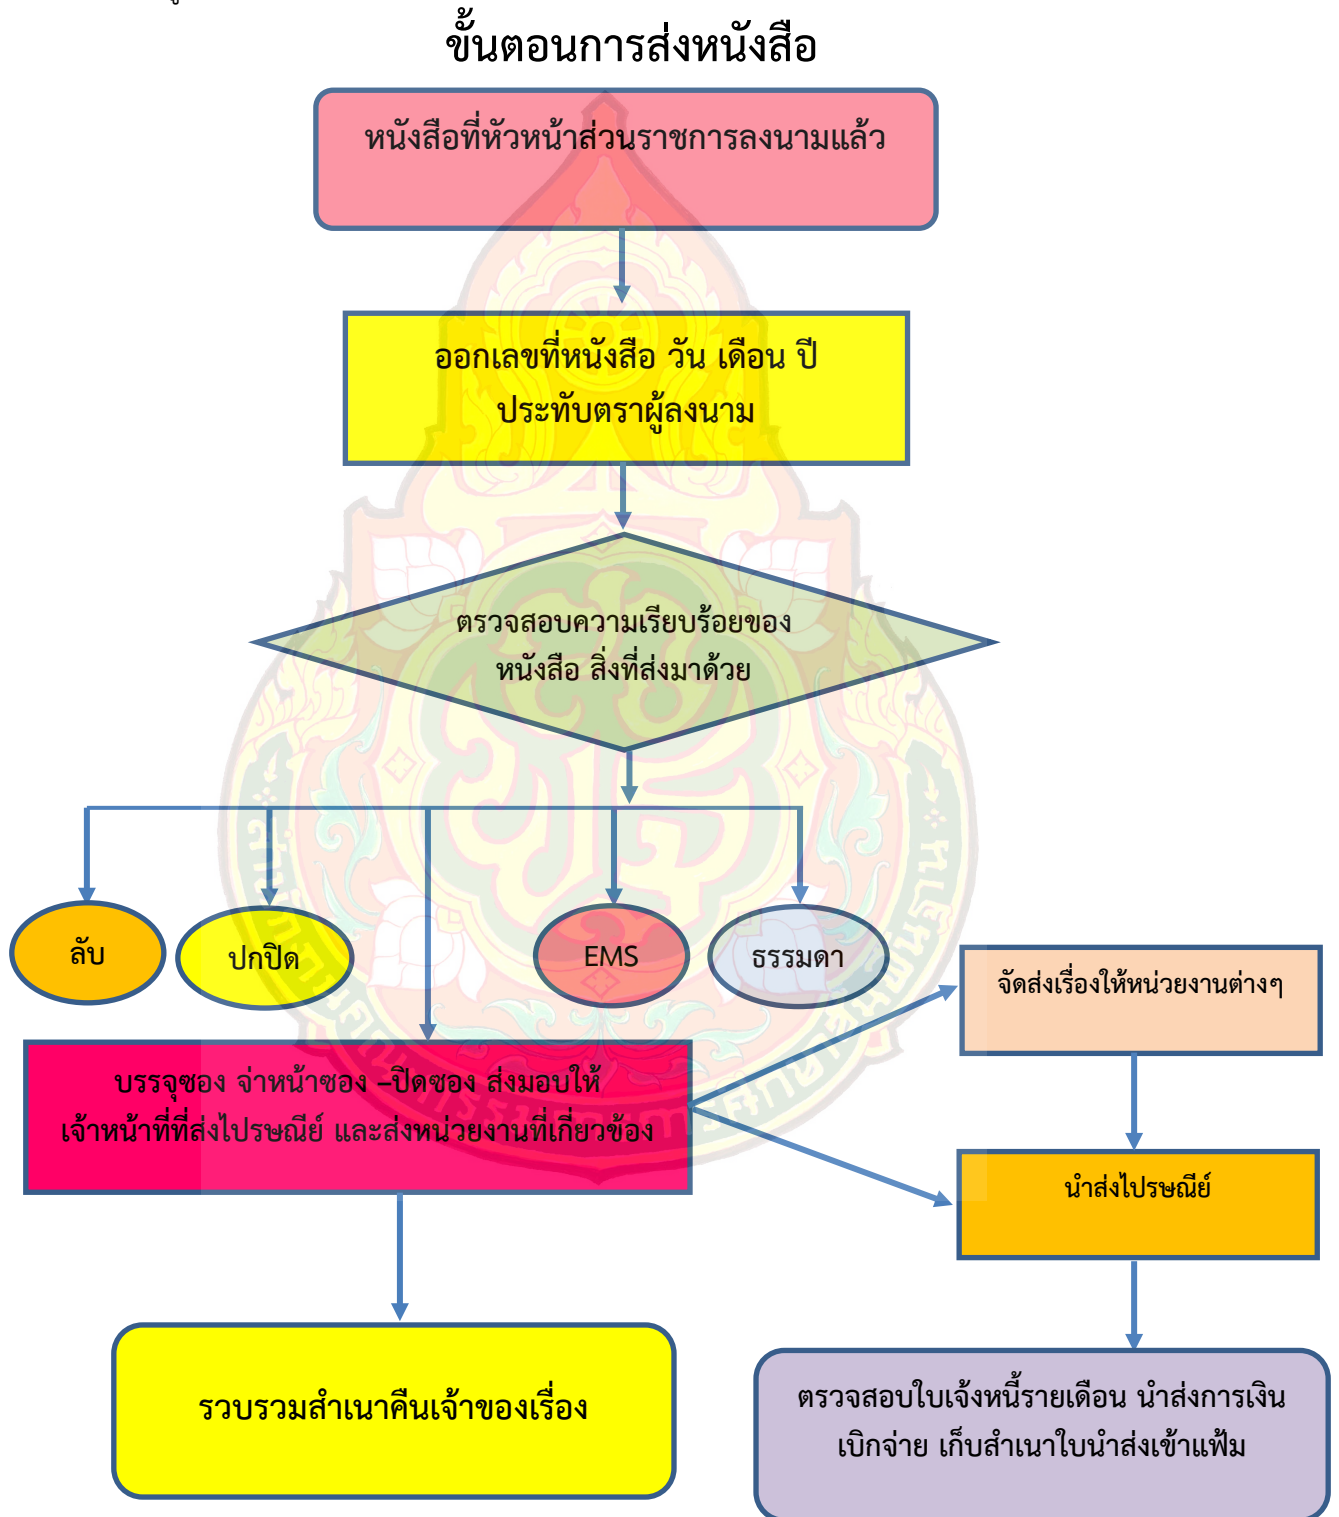 ขั้นตอนการส่งหนังสือ
หนังสือที่หัวหน้าส่วนราชการลงนามแล้ว
ออกเลขที่หนังสือ วัน เดือน ปี
ประทับตราผู้ลงนาม
ตรวจสอบความเรียบร้อยของ
หนังสือ สิ่งที่ส่งมาด้วย
ลับ
ปกปิด
EMS
ธรรมดา
จัดส่งเรื่องให้หน่วยงานต่างๆ
บรรจุซอง จ่าหน้าซอง –ปิดซอง ส่งมอบให้
เจ้าหน้าที่ที่ส่งไปรษณีย์ และส่งหน่วยงานที่เกี่ยวข้อง
นำส่งไปรษณีย์
รวบรวมสำเนาคืนเจ้าของเรื่อง
ตรวจสอบใบเจ้งหนี้รายเดือน นำส่งการเงิน
เบิกจ่าย เก็บสำเนาใบนำส่งเข้าแฟ้ม